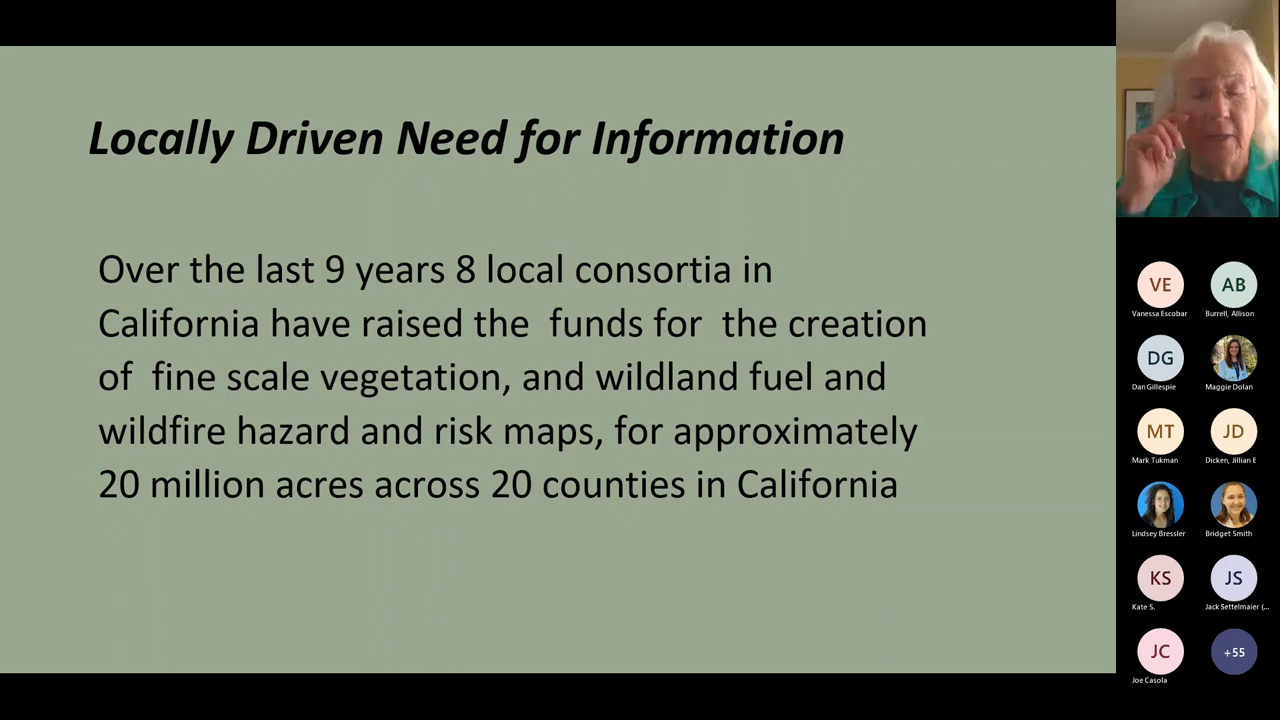 Locally Driven Need for Information
Over the last 9 years 8 local consortia in
California have raised the funds for the creation
of fine scale vegetation, and wildland fuel and
wildfire hazard and risk maps, for approximately
20 million acres across 20 counties in California
VE
AB
Vanessa Escobar
Burrell, Allison
DG
Dan Gillespie
Maggie Dolan
MT
JD
Mark Tukman
Dicken, Jillian E
Lindsey Bressler
Bridget Smith
KS
JS
Kate S.
Jack Settelmaier (...
JC
+55
Joe Casola